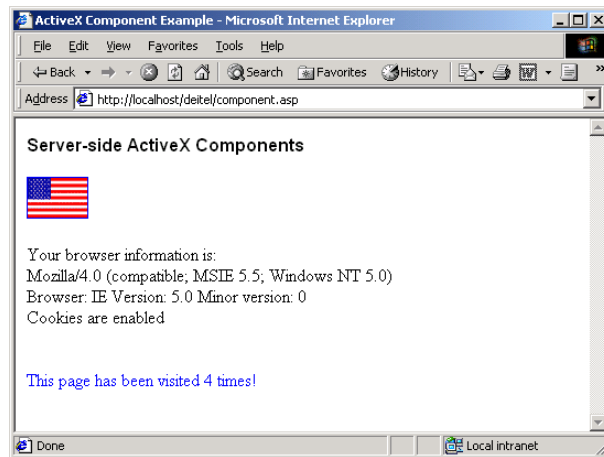 ActiveX Component Example - Microsoft Internet Explorer
File Edit View Favorites Tools Help
Back Search Favorites History »
Address http://localhost/deitel/component.asp
Server-side ActiveX Components
Your browser information is:
Mozilla/4.0 (compatible; MSIE 5.5; Windows NT 5.0)
Browser: IE Version: 5.0 Minor version: 0
Cookies are enabled
This page has been visited 4 times!
Done Local intranet